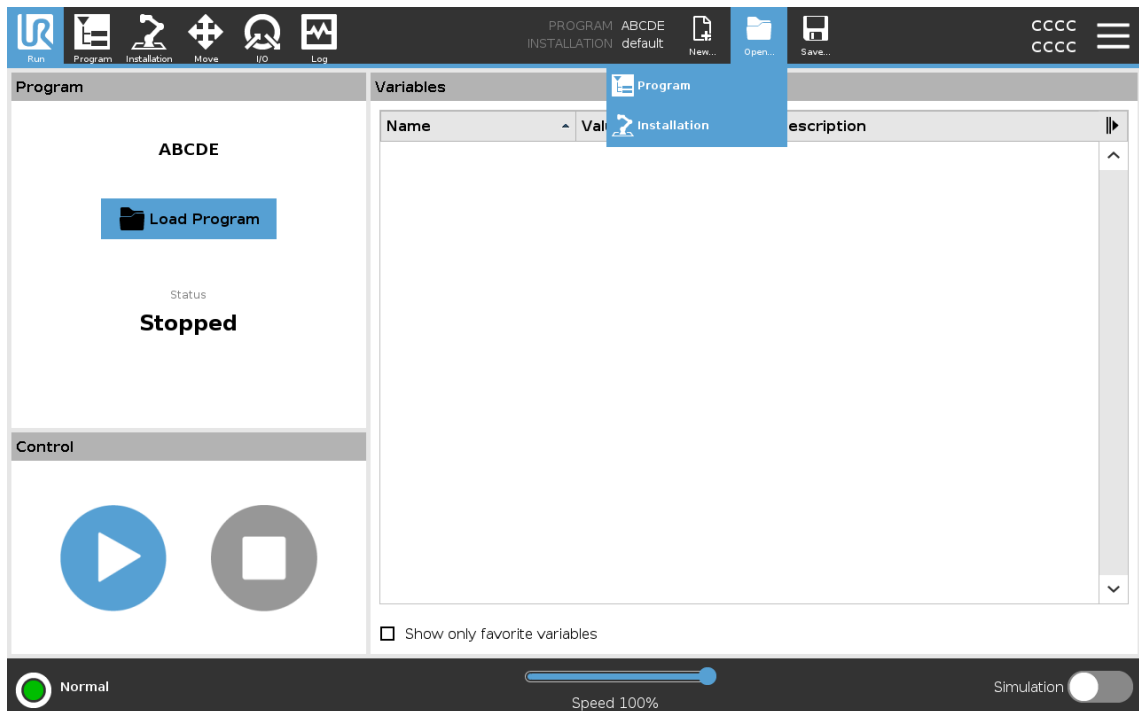 PROGRAM ABCDE
INSTALLATION default
CCCC
CCCC
Run Program Installation Move I/O Log
New... Open... Save...
Program
Installation
Program
ABCDE
Load Program
Status
Stopped
Control
Variables
Name Val escription
Show only favorite variables
Normal
Speed 100%
Simulation